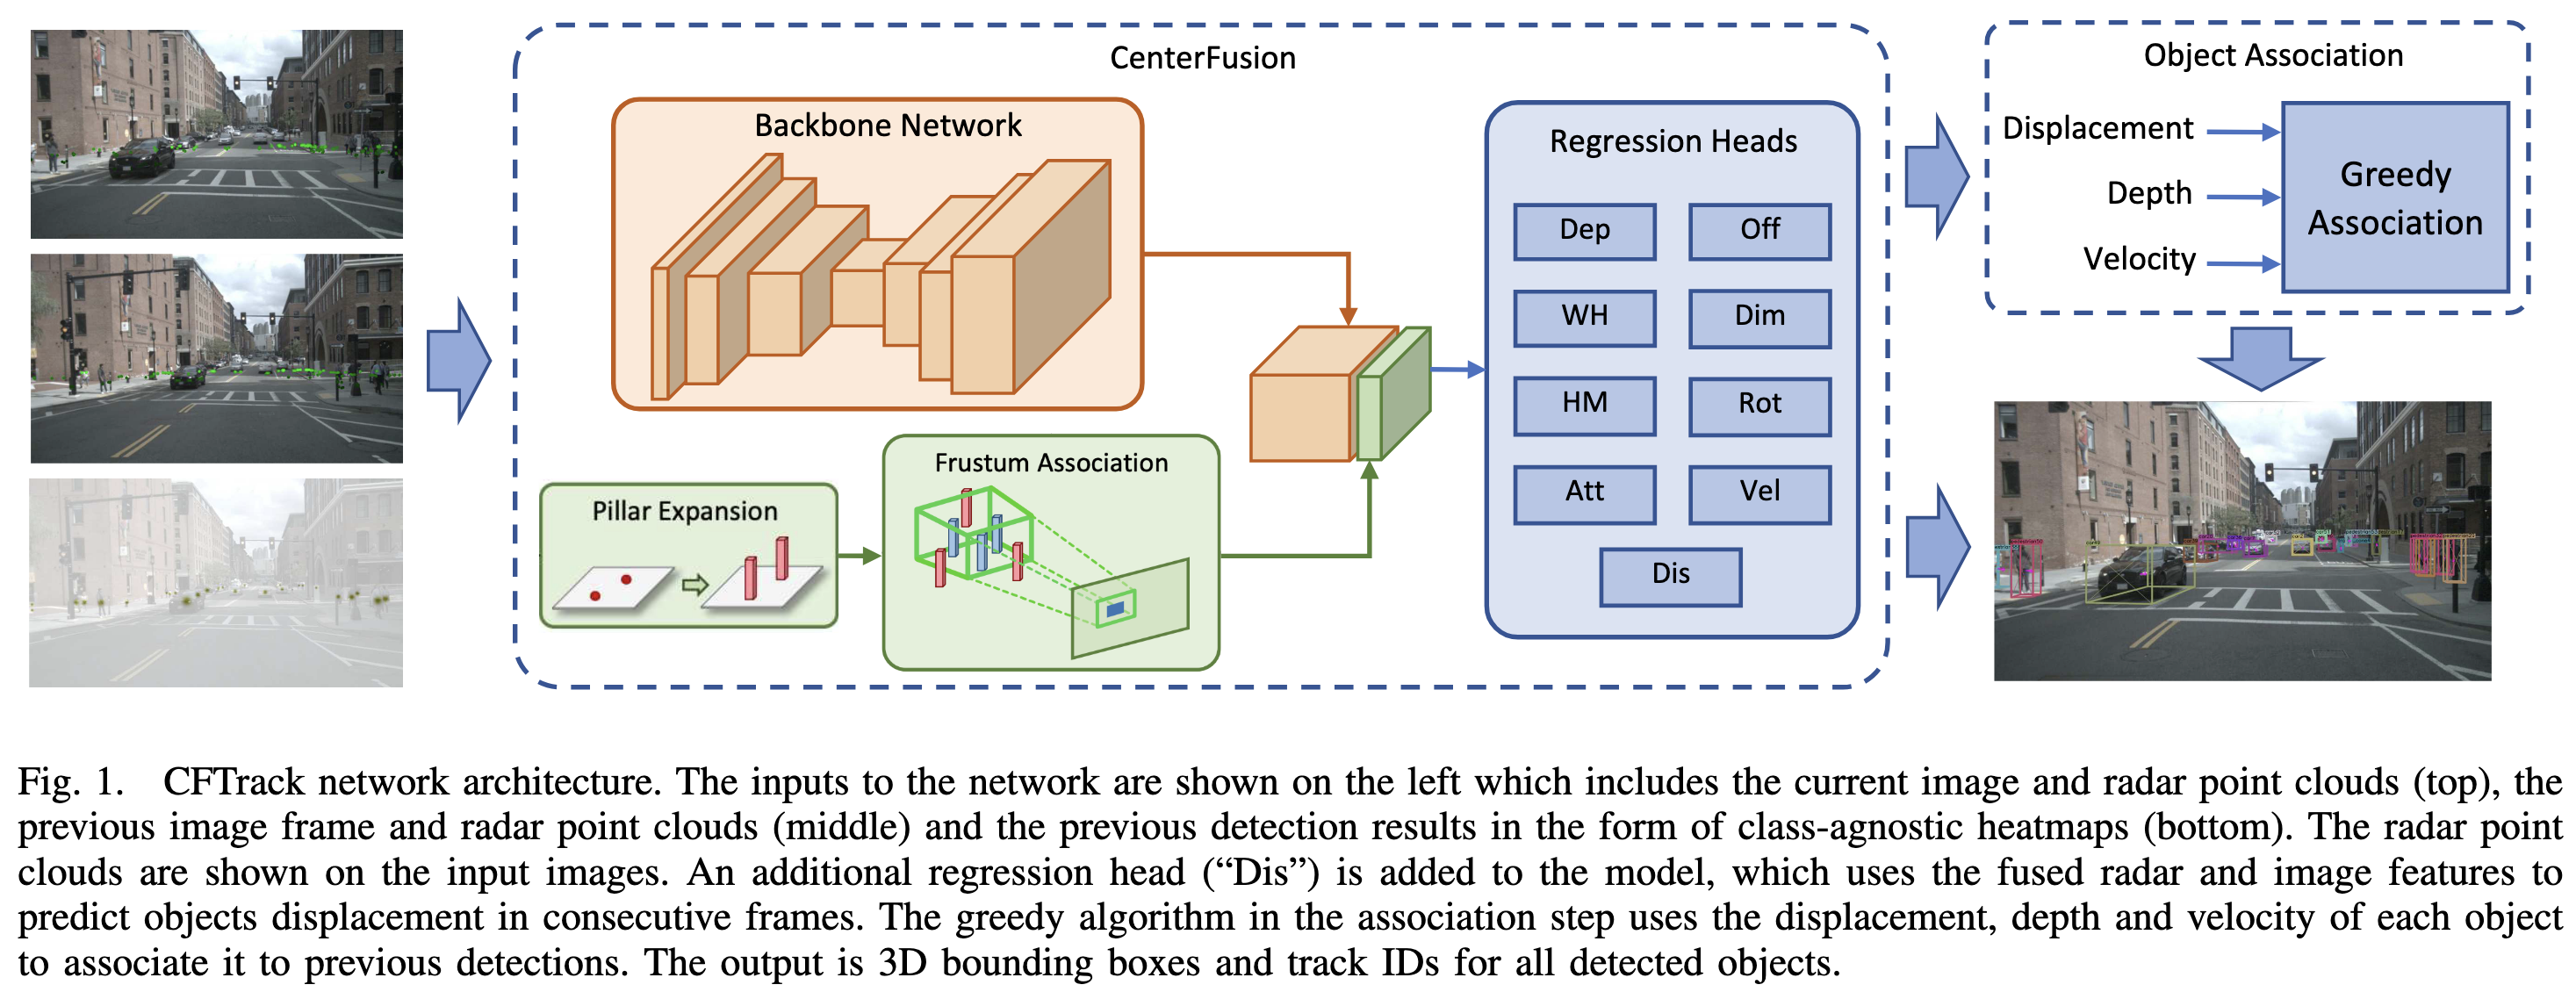 CenterFusion
Backbone Network
Pillar Expansion
Frustum Association
Regression Heads
Dep Off
WH Dim
HM Rot
Att Vel
Dis
Object Association
Displacement
Depth
Velocity
Greedy
Association
Fig. 1. CFTrack network architecture. The inputs to the network are shown on the left which includes the current image and radar point clouds (top), the
previous image frame and radar point clouds (middle) and the previous detection results in the form of class-agnostic heatmaps (bottom). The radar point
clouds are shown on the input images. An additional regression head (“Dis”) is added to the model, which uses the fused radar and image features to
predict objects displacement in consecutive frames. The greedy algorithm in the association step uses the displacement, depth and velocity of each object
to associate it to previous detections. The output is 3D bounding boxes and track IDs for all detected objects.